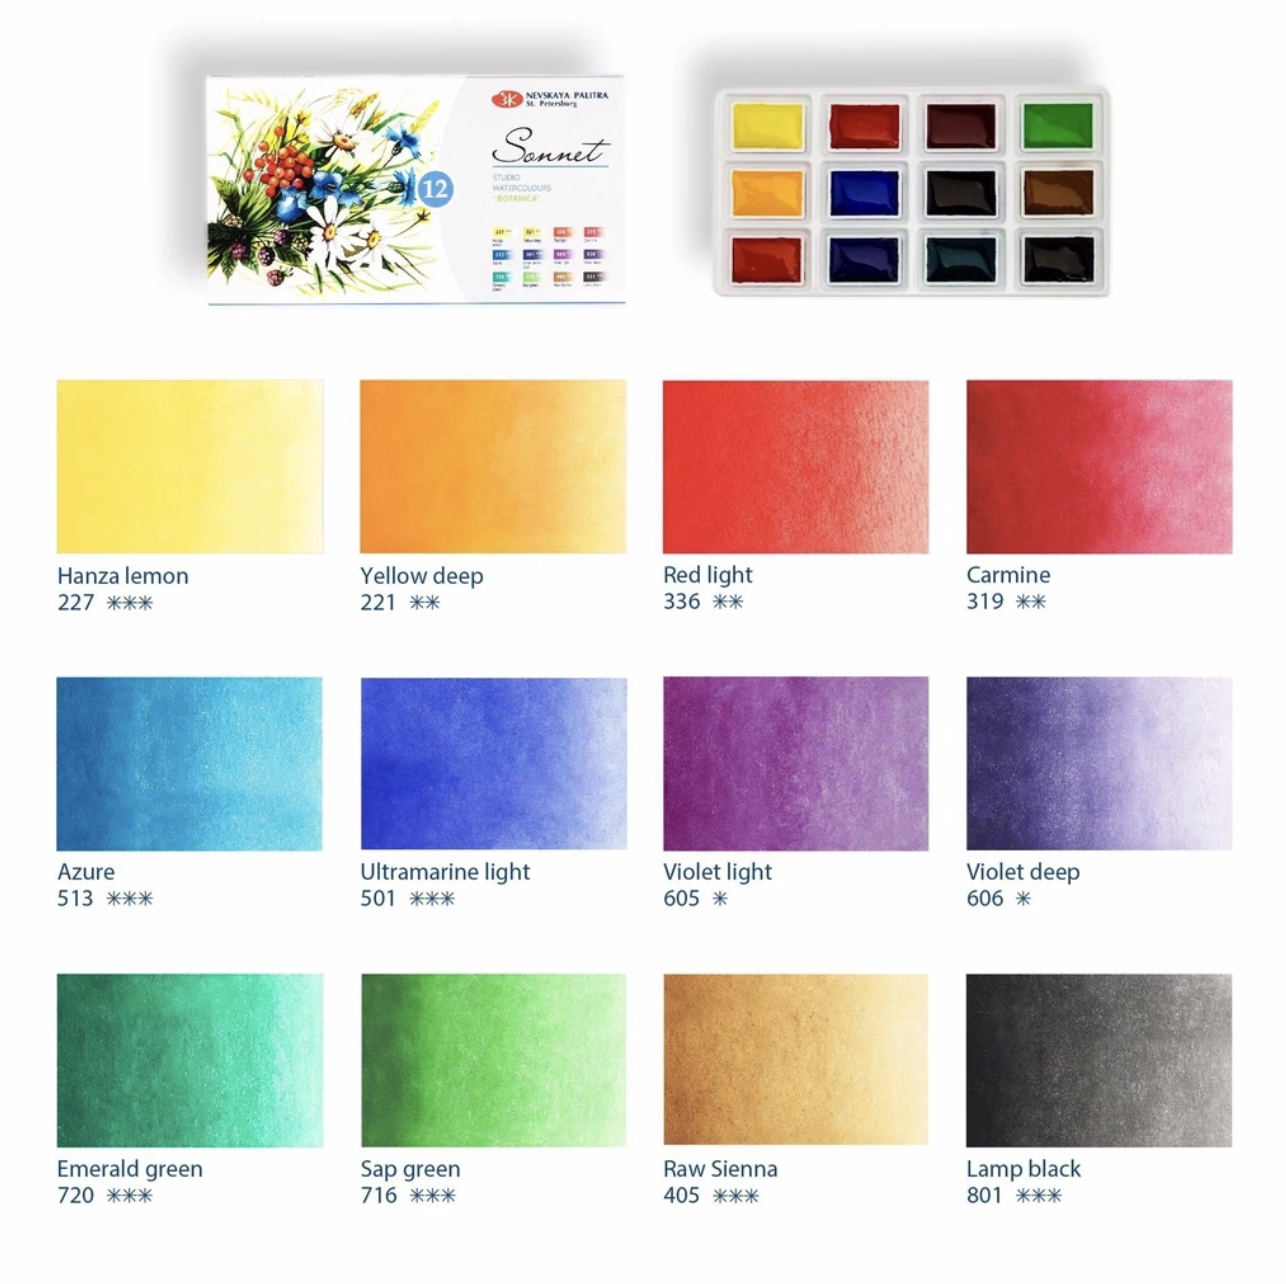 NEVSKAYA PALITRA
St. Petersburg
Sonnet
STUDIO
WATERCOLOURS
"BOTANICA"
12
Hanza lemon
227 ✳✳✳
Yellow deep
221 ✳✳
Red light
336 ✳✳
Carmine
319 ✳✳
Azure
513 ✳✳✳
Ultramarine light
501 ✳✳✳
Violet light
605 ✳
Violet deep
606 ✳
Emerald green
720 ✳✳✳
Sap green
716 ✳✳✳
Raw Sienna
405 ✳✳✳
Lamp black
801 ✳✳✳